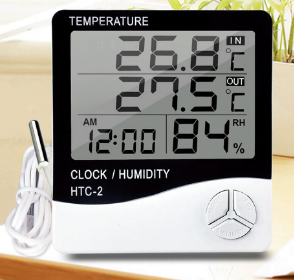 TEMPERATURE
26.8 °C IN
27.5 °C OUT
AM 12:00 84 % RH
CLOCK / HUMIDITY
HTC-2